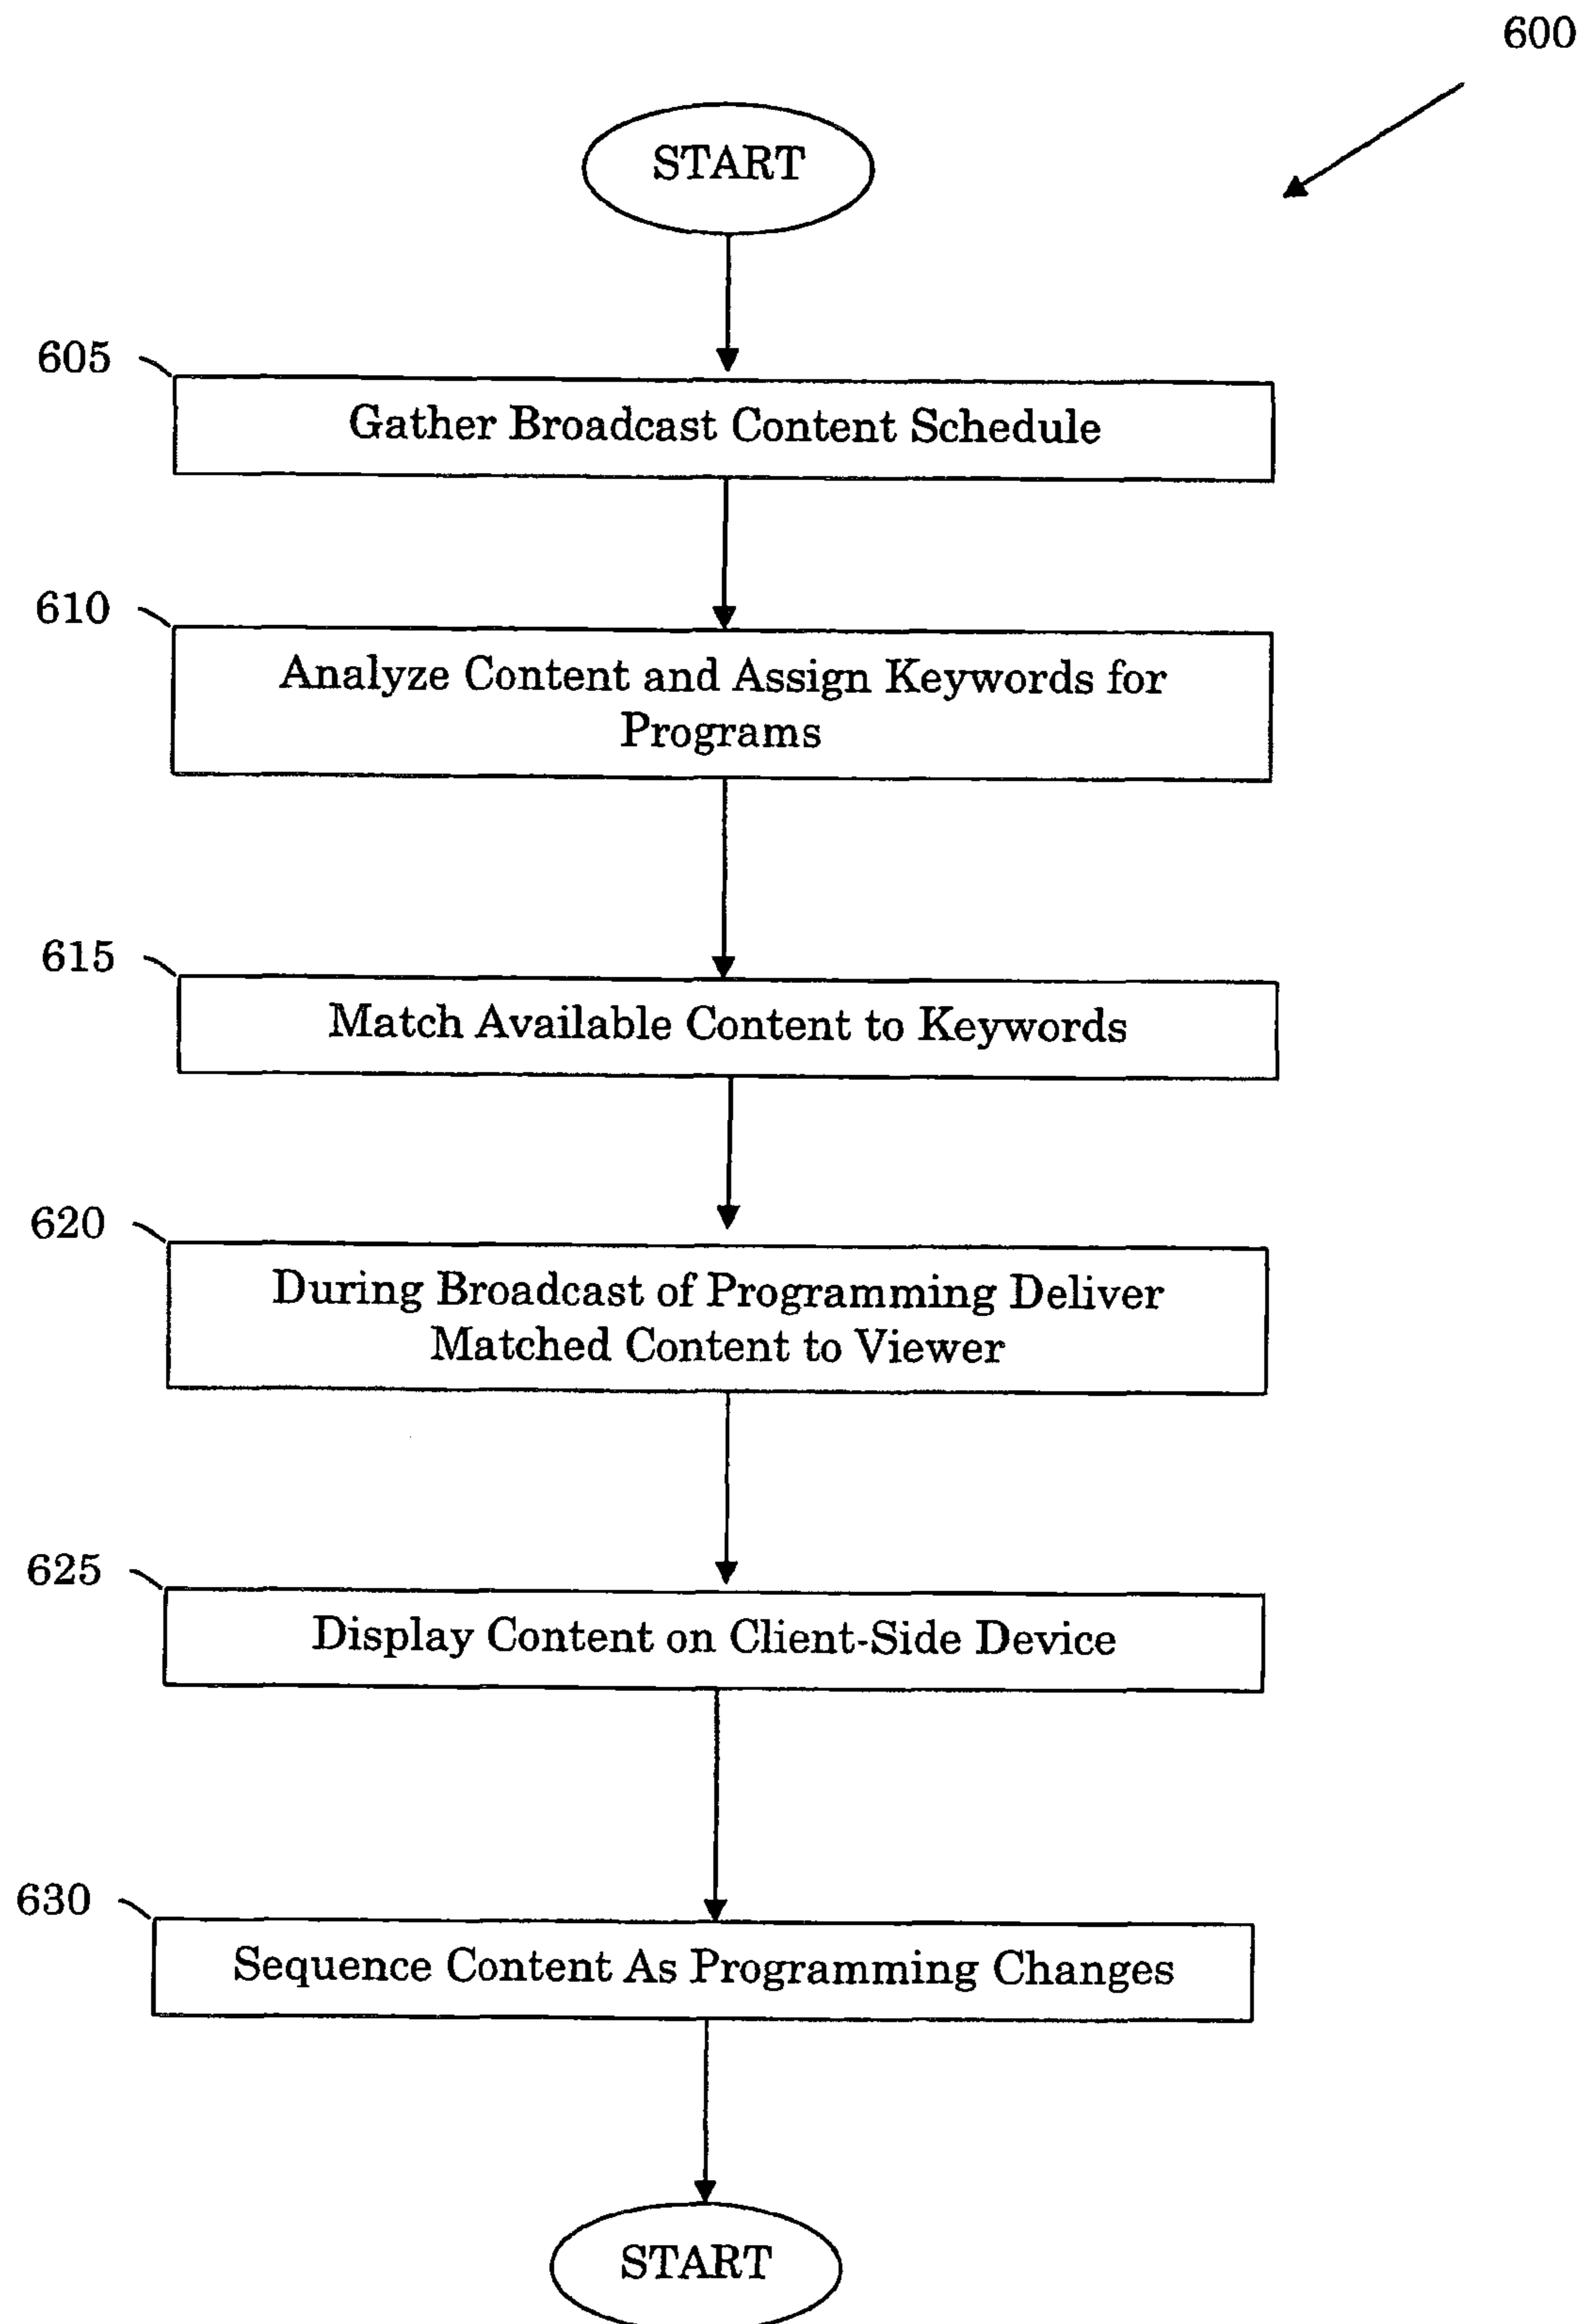 600
START
605
Gather Broadcast Content Schedule
610
Analyze Content and Assign Keywords for
Programs
615
Match Available Content to Keywords
620
During Broadcast of Programming Deliver
Matched Content to Viewer
625
Display Content on Client-Side Device
630
Sequence Content As Programming Changes
START